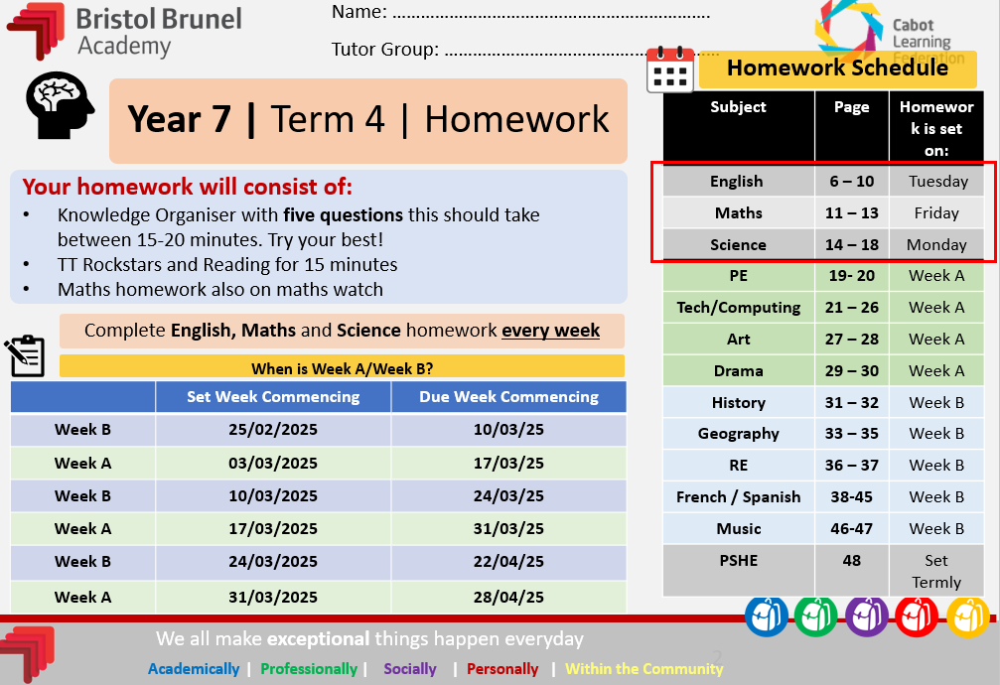 Bristol Brunel
Academy
Name: ………………………………………………………
Tutor Group: ………………………………………………
Cabot
Learning
Federation
Year 7 | Term 4 | Homework
Your homework will consist of:
• Knowledge Organiser with five questions this should take
between 15-20 minutes. Try your best!
• TT Rockstars and Reading for 15 minutes
• Maths homework also on maths watch
Complete English, Maths and Science homework every week
When is Week A/Week B?
Set Week Commencing Due Week Commencing
Week B 25/02/2025 10/03/25
Week A 03/03/2025 17/03/25
Week B 10/03/2025 24/03/25
Week A 17/03/2025 31/03/25
Week B 24/03/2025 22/04/25
Week A 31/03/2025 28/04/25
Homework Schedule
Subject Page Homewor
k is set
on:
English 6 – 10 Tuesday
Maths 11 – 13 Friday
Science 14 – 18 Monday
PE 19- 20 Week A
Tech/Computing 21 – 26 Week A
Art 27 – 28 Week A
Drama 29 – 30 Week A
History 31 – 32 Week B
Geography 33 – 35 Week B
RE 36 – 37 Week B
French / Spanish 38-45 Week B
Music 46-47 Week B
PSHE 48 Set
Termly
We all make exceptional things happen everyday
Academically | Professionally | Socially | Personally | Within the Community
2